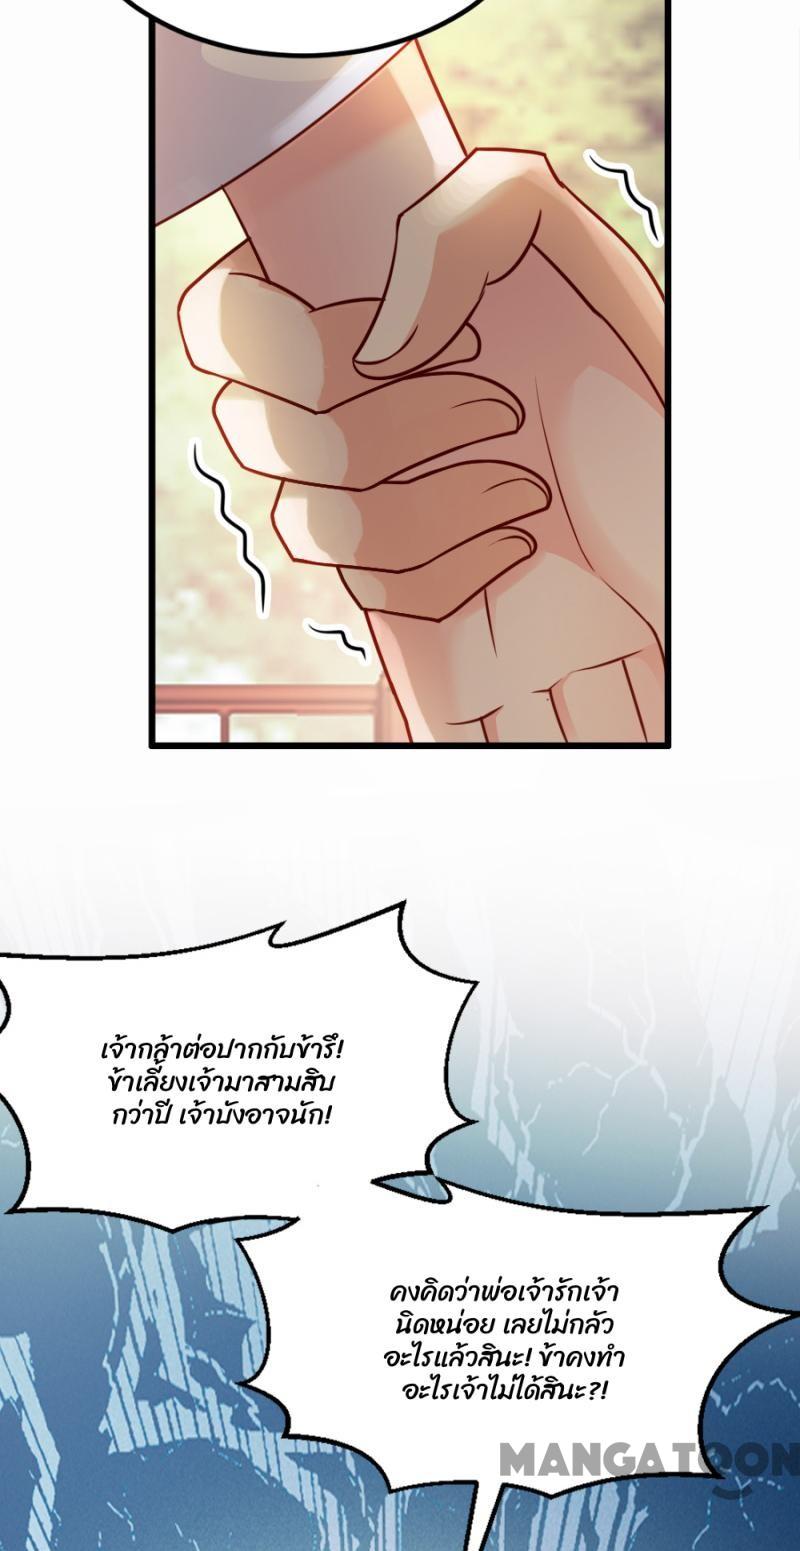 เจ้ากล้าต่อปากกับข้ารึ!
ข้าเลี้ยงเจ้ามาสามสิบ
กว่าปี เจ้าบังอาจนัก!
คงคิดว่าพ่อเจ้ารักเจ้า
นิดหน่อย เลยไม่กลัว
อะไรแล้วสินะ! ข้าคงทำ
อะไรเจ้าไม่ได้สินะ?!
MANGATOON